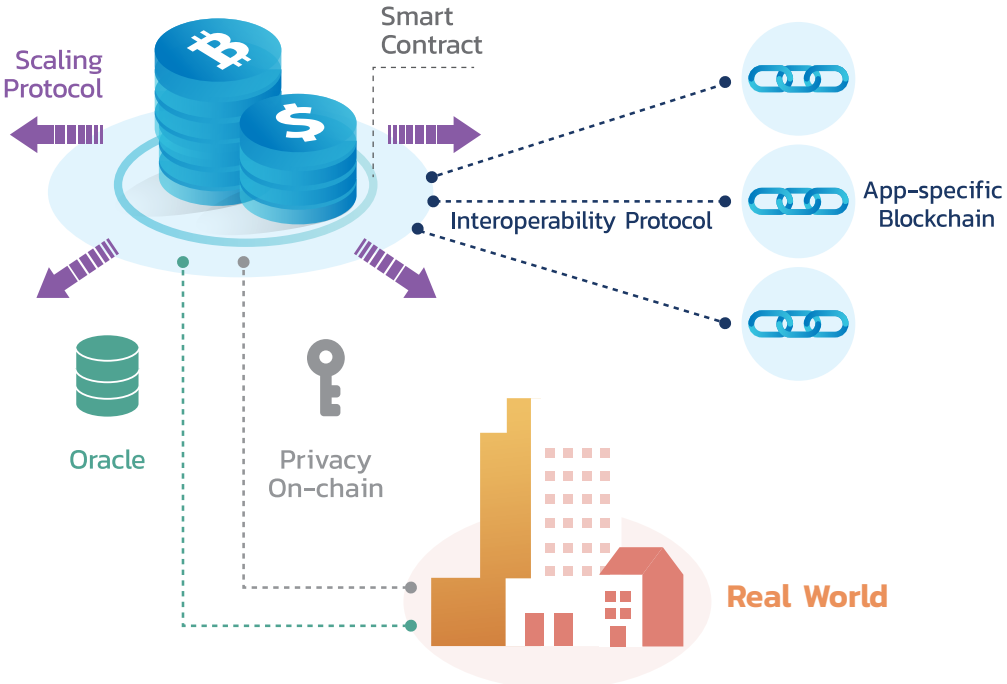 Smart
Contract
Scaling
Protocol
Interoperability Protocol
App-specific
Blockchain
Oracle
Privacy
On-chain
Real World